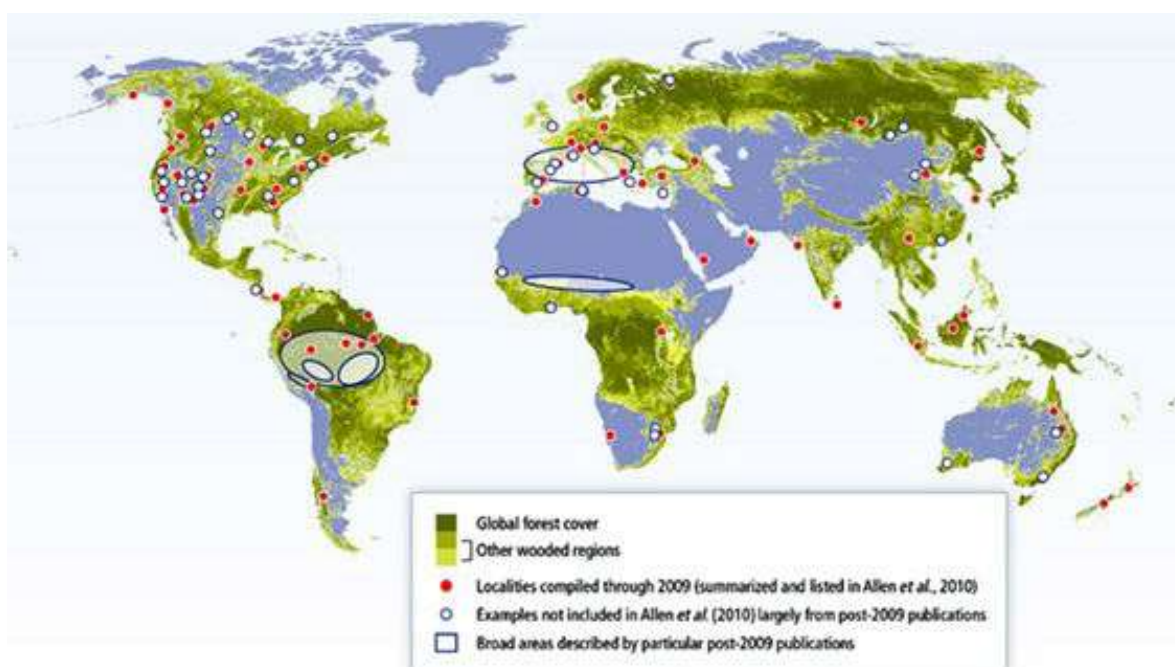 Global forest cover
Other wooded regions
Localities compiled through 2009 (summarized and listed in Allen et al., 2010)
Examples not included in Allen et al. (2010) largely from post-2009 publications
Broad areas described by particular post-2009 publications